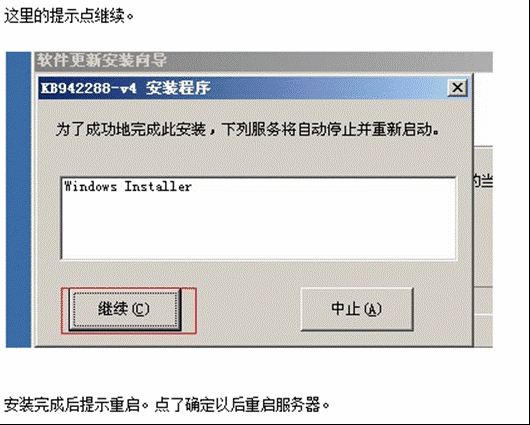 这里的提示点继续。
软件更新安装向导
KB942288-v4 安装程序
为了成功地完成此安装，下列服务将自动停止并重新启动。
的当
Windows Installer
继续(C)
中止(A)
安装完成后提示重启。点了确定以后重启服务器。